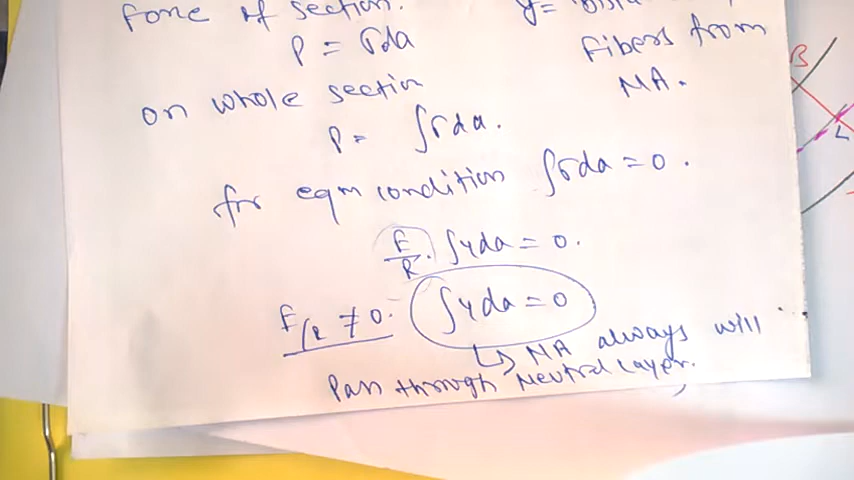 Force of section.
P = σda
y = dista
Fibers from
NA.
on whole section
P = ∫σda.
for eqm condition ∫σda = 0.
E/R . ∫yda = 0.
E/R ≠ 0. ∫yda = 0
↳ NA always will
Pass through Neutral layer.
B
L